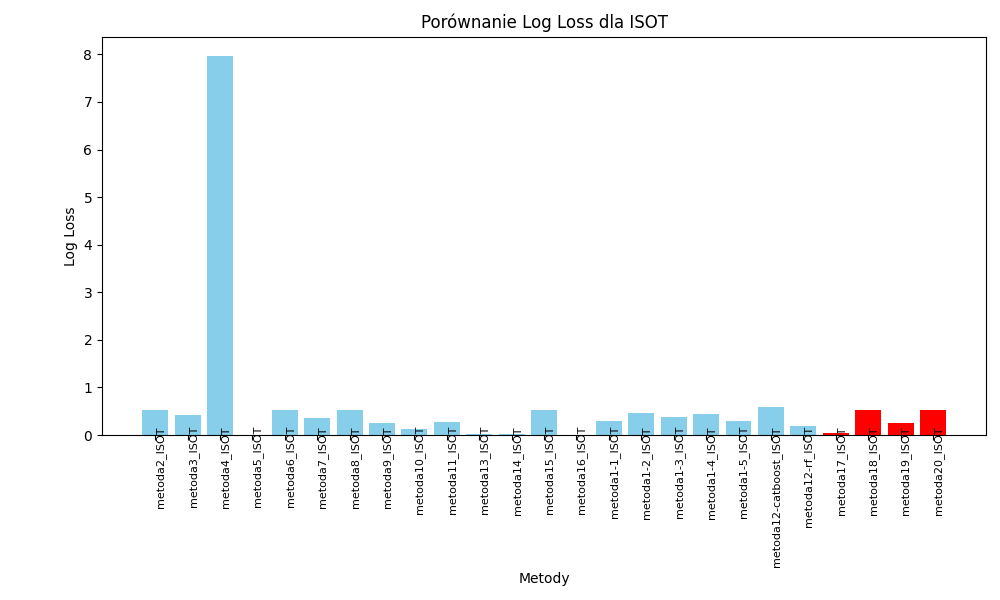 Porównanie Log Loss dla ISOT
Log Loss
8
7
6
5
4
3
2
1
0
metoda2_ISOT
metoda3_ISOT
metoda4_ISOT
metoda5_ISOT
metoda6_ISOT
metoda7_ISOT
metoda8_ISOT
metoda9_ISOT
metoda10_ISOT
metoda11_ISOT
metoda13_ISOT
metoda14_ISOT
metoda15_ISOT
metoda16_ISOT
metoda1-1_ISOT
metoda1-2_ISOT
metoda1-3_ISOT
metoda1-4_ISOT
metoda1-5_ISOT
metoda12-catboost_ISOT
metoda12-rf_ISOT
metoda17_ISOT
metoda18_ISOT
metoda19_ISOT
metoda20_ISOT
Metody